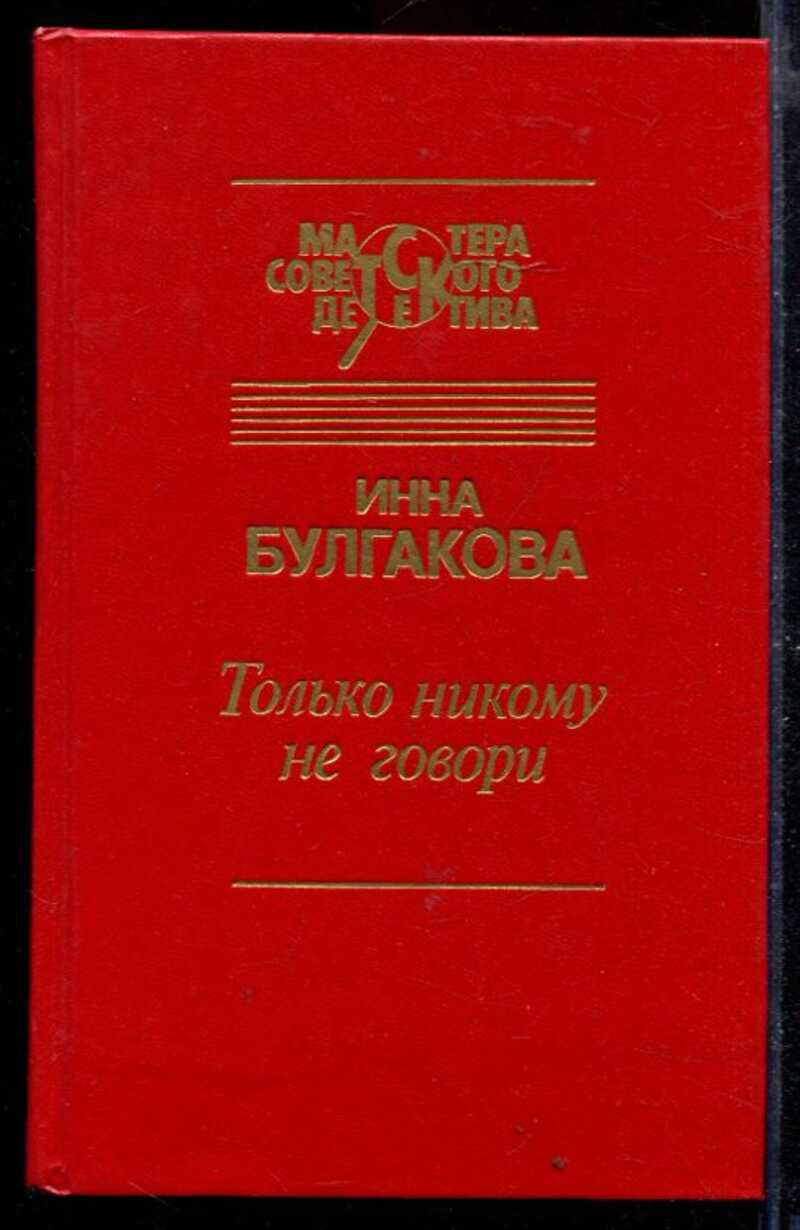 МАСТЕРА
СОВЕТСКОГО
ДЕТЕКТИВА
ИННА
БУЛГАКОВА
Только никому
не говори